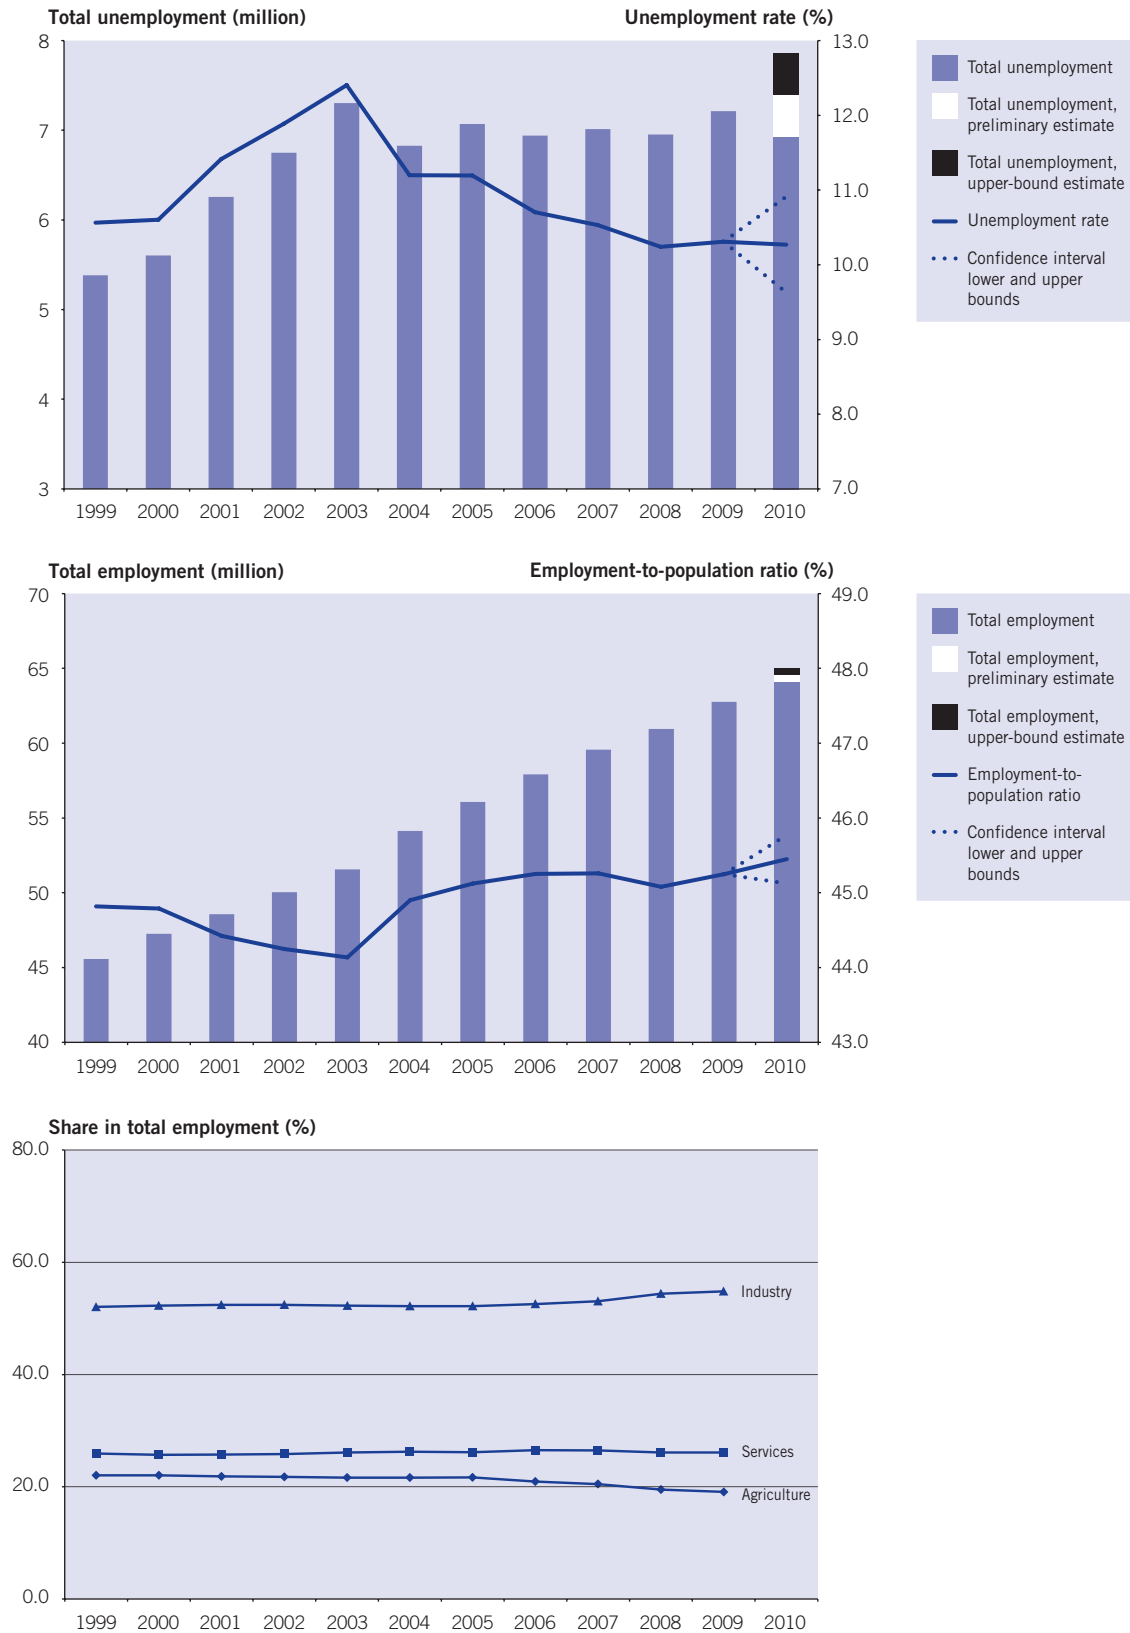 Total unemployment (million)
Unemployment rate (%)
8
7
6
5
4
3
13.0
12.0
11.0
10.0
9.0
8.0
7.0
1999 2000 2001 2002 2003 2004 2005 2006 2007 2008 2009 2010
Total unemployment
Total unemployment,
preliminary estimate
Total unemployment,
upper-bound estimate
Unemployment rate
Confidence interval
lower and upper
bounds
Total employment (million)
Employment-to-population ratio (%)
70
65
60
55
50
45
40
49.0
48.0
47.0
46.0
45.0
44.0
43.0
1999 2000 2001 2002 2003 2004 2005 2006 2007 2008 2009 2010
Total employment
Total employment,
preliminary estimate
Total employment,
upper-bound estimate
Employment-to-
population ratio
Confidence interval
lower and upper
bounds
Share in total employment (%)
80.0
60.0
40.0
20.0
0.0
Industry
Services
Agriculture
1999 2000 2001 2002 2003 2004 2005 2006 2007 2008 2009 2010